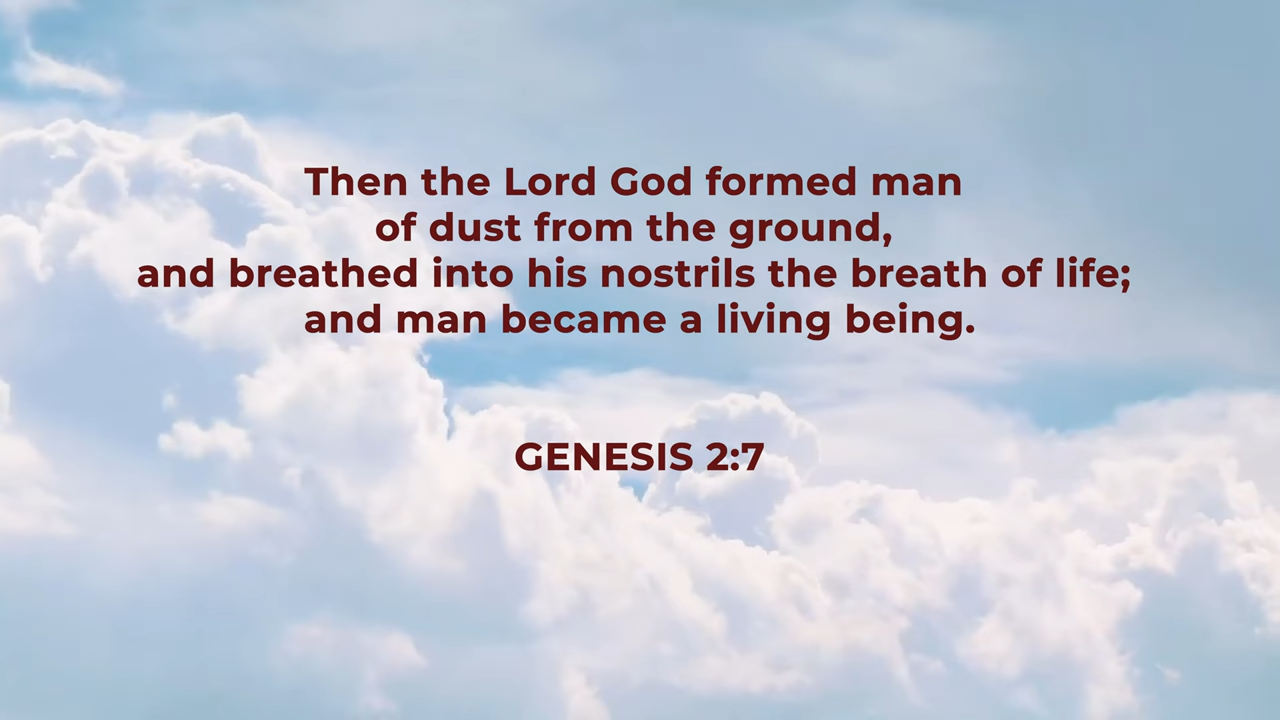 Then the Lord God formed man
of dust from the ground,
and breathed into his nostrils the breath of life;
and man became a living being.
GENESIS 2:7